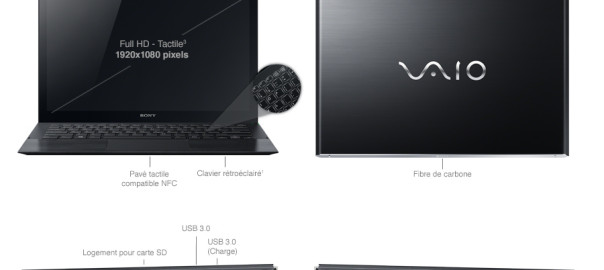 Full HD - Tactile³
1920x1080 pixels
SONY
VAIO
Pavé tactile
compatible NFC
Clavier rétroéclairé¹
Fibre de carbone
USB 3.0
USB 3.0
(Charge)
Logement pour carte SD